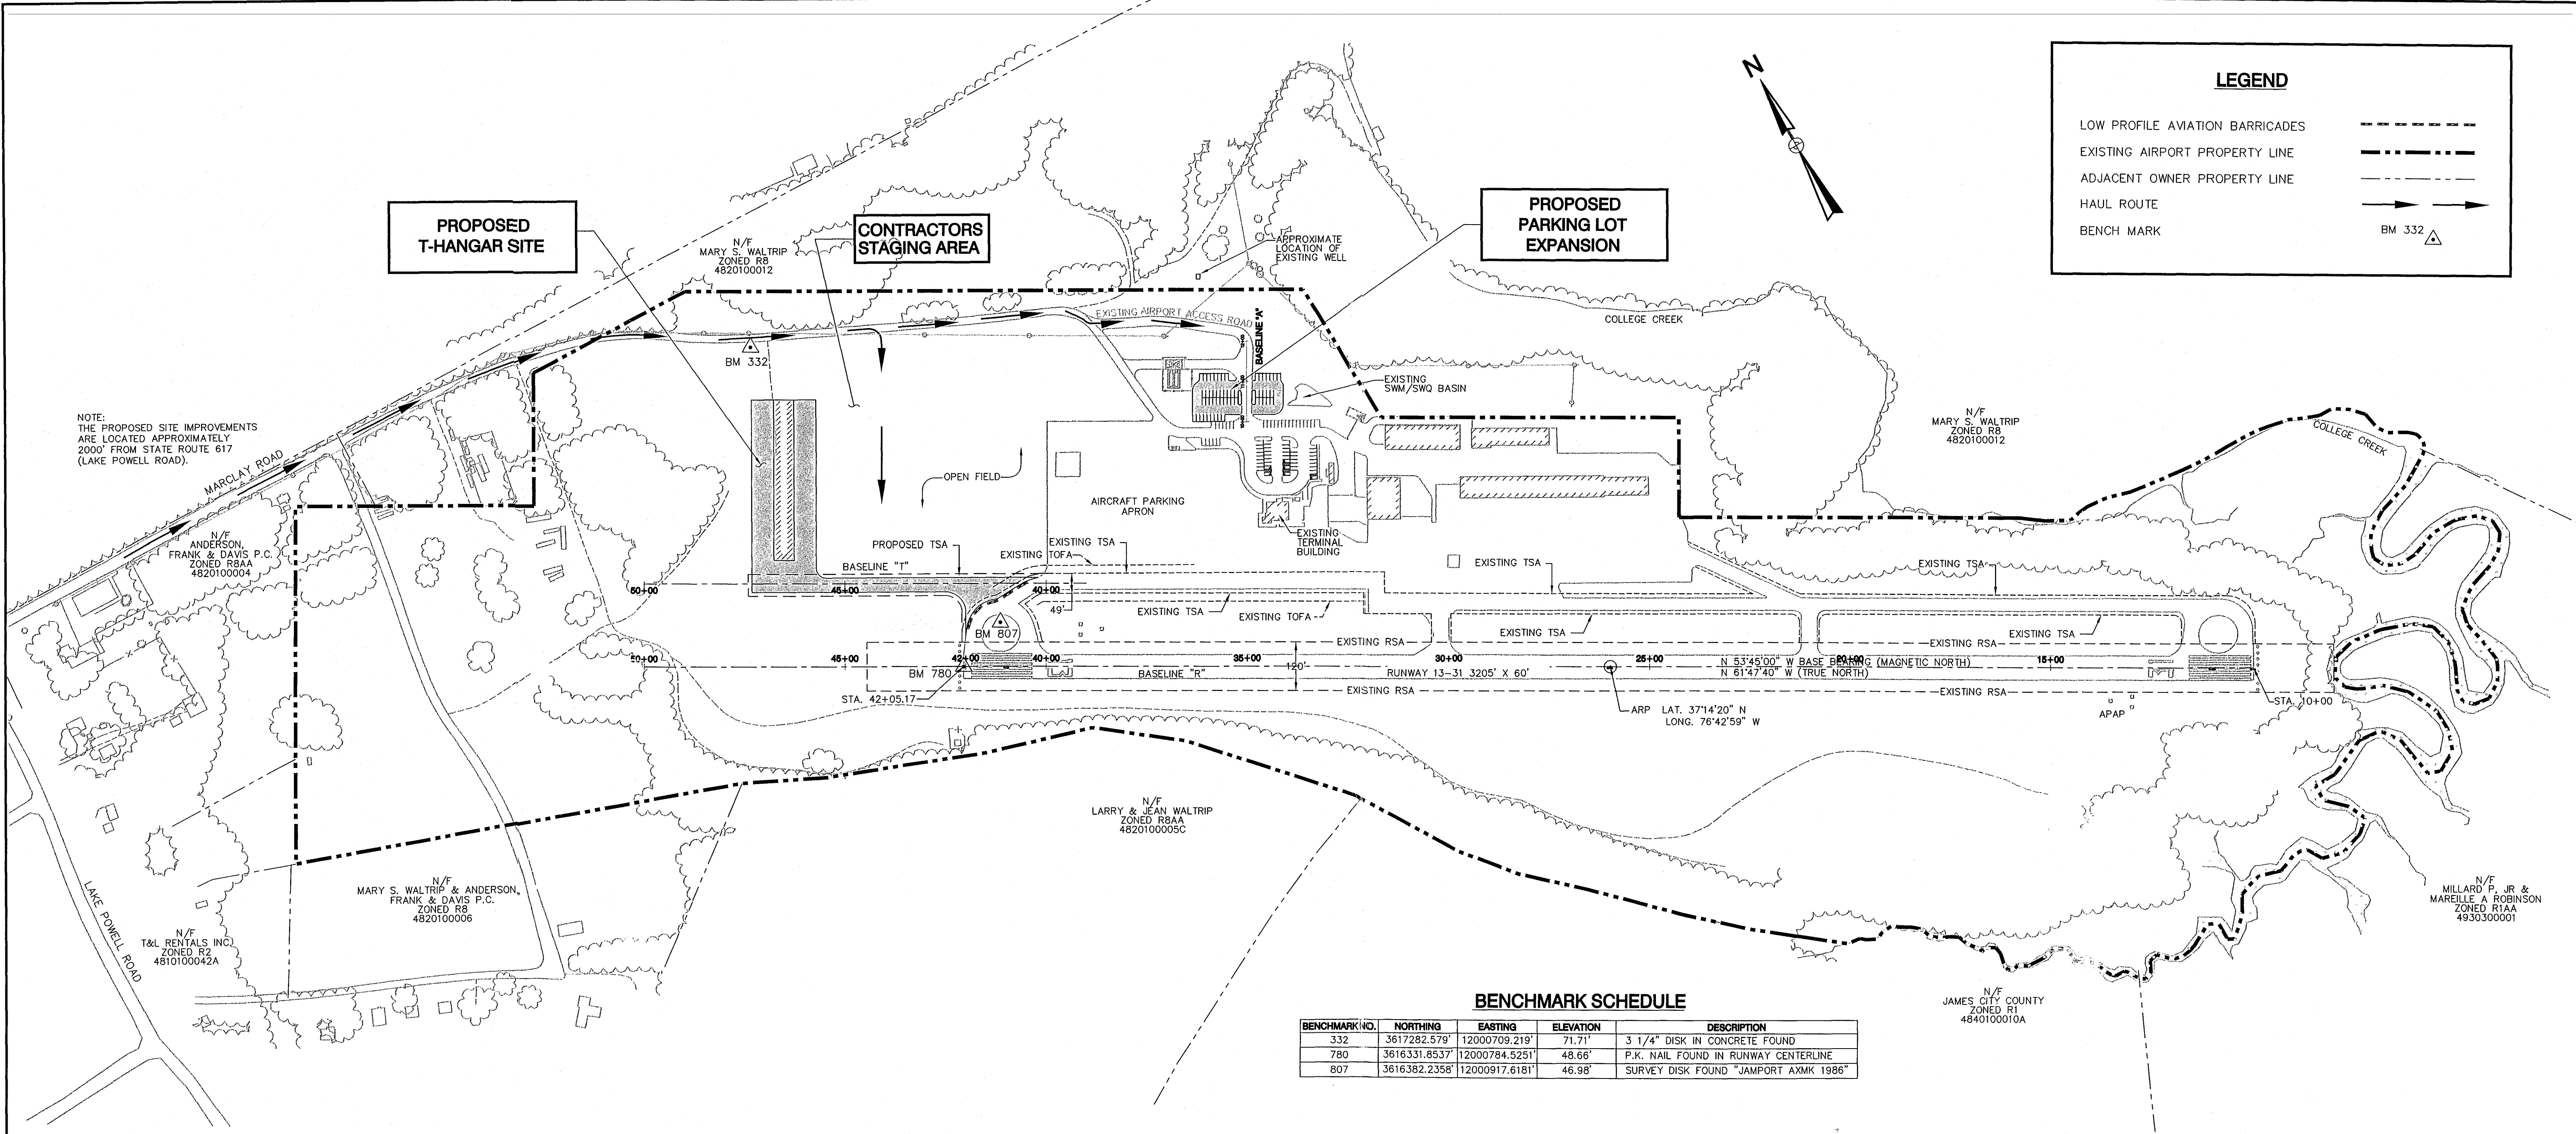 N
LEGEND
LOW PROFILE AVIATION BARRICADES
EXISTING AIRPORT PROPERTY LINE
ADJACENT OWNER PROPERTY LINE
HAUL ROUTE
BENCH MARK
BM 332
PROPOSED
T-HANGAR SITE
N/F
MARY S. WALTRIP
ZONED R8
4820100012
CONTRACTORS
STAGING AREA
APPROXIMATE
LOCATION OF
EXISTING WELL
PROPOSED
PARKING LOT
EXPANSION
COLLEGE CREEK
EXISTING AIRPORT ACCESS ROAD
BASELINE "A"
BM 332
EXISTING
SWM/SWQ BASIN
NOTE:
THE PROPOSED SITE IMPROVEMENTS
ARE LOCATED APPROXIMATELY
2000' FROM STATE ROUTE 617
(LAKE POWELL ROAD).
MARCLAY ROAD
N/F
MARY S. WALTRIP
ZONED R8
4820100012
COLLEGE CREEK
OPEN FIELD
AIRCRAFT PARKING
APRON
EXISTING
TERMINAL
BUILDING
N/F
ANDERSON,
FRANK & DAVIS P.C.
ZONED R8AA
4820100004
PROPOSED TSA
EXISTING TSA
EXISTING TOFA
BASELINE "T"
EXISTING TSA
EXISTING TSA
50+00
45+00
40+00
49'
EXISTING TSA
EXISTING TOFA
BM 807
EXISTING RSA
EXISTING TSA
EXISTING RSA
EXISTING TSA
50+00
45+00
42+00
40+00
35+00
30+00
25+00
20+00
15+00
120'
N 53°45'00" W BASE BEARING (MAGNETIC NORTH)
N 61°47'40" W (TRUE NORTH)
BM 780
BASELINE "R"
RUNWAY 13-31 3205' X 60'
STA. 42+05.17
EXISTING RSA
EXISTING RSA
STA. 10+00
ARP LAT. 37°14'20" N
LONG. 76°42'59" W
APAP
N/F
LARRY & JEAN WALTRIP
ZONED R8AA
4820100005C
LAKE POWELL ROAD
N/F
MARY S. WALTRIP & ANDERSON,
FRANK & DAVIS P.C.
ZONED R8
4820100006
N/F
T&L RENTALS INC.
ZONED R2
4810100042A
N/F
MILLARD P, JR &
MAREILLE A ROBINSON
ZONED R1AA
4930300001
N/F
JAMES CITY COUNTY
ZONED R1
4840100010A
BENCHMARK SCHEDULE
BENCHMARK NO. NORTHING EASTING ELEVATION DESCRIPTION
332 3617282.579' 12000709.219' 71.71' 3 1/4" DISK IN CONCRETE FOUND
780 3616331.8537' 12000784.5251' 48.66' P.K. NAIL FOUND IN RUNWAY CENTERLINE
807 3616382.2358' 12000917.6181' 46.98' SURVEY DISK FOUND "JAMPORT AXMK 1986"